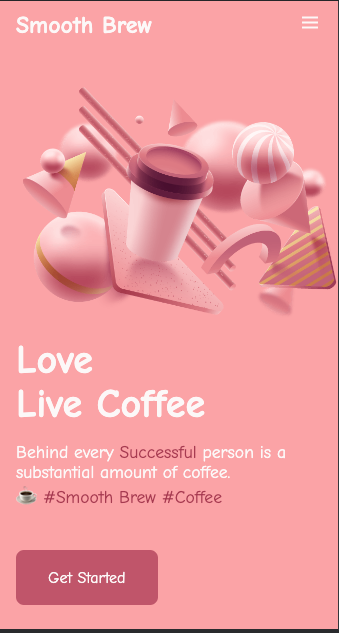 Smooth Brew
Love
Live Coffee
Behind every Successful person is a
substantial amount of coffee.
☕ #Smooth Brew #Coffee
Get Started